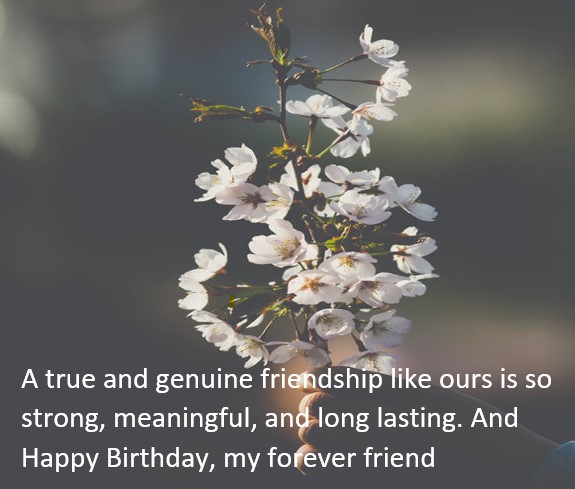 A true and genuine friendship like ours is so
strong, meaningful, and long lasting. And
Happy Birthday, my forever friend